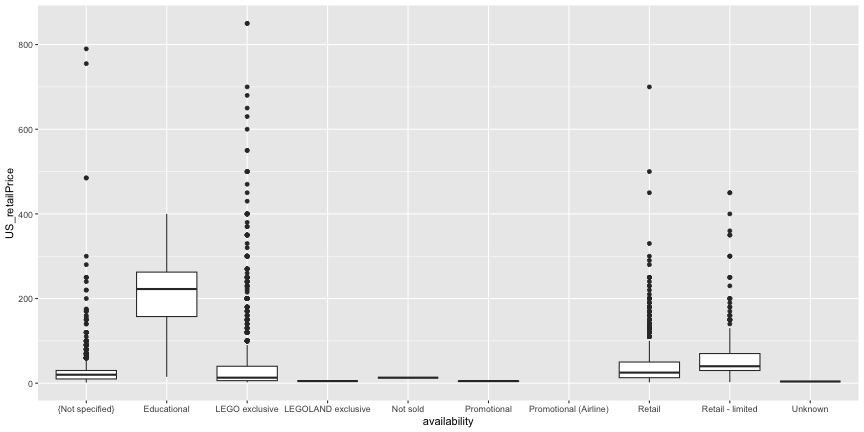 800
600
400
200
0
US_retailPrice
{Not specified} Educational LEGO exclusive LEGOLAND exclusive Not sold Promotional Promotional (Airline) Retail Retail - limited Unknown
availability